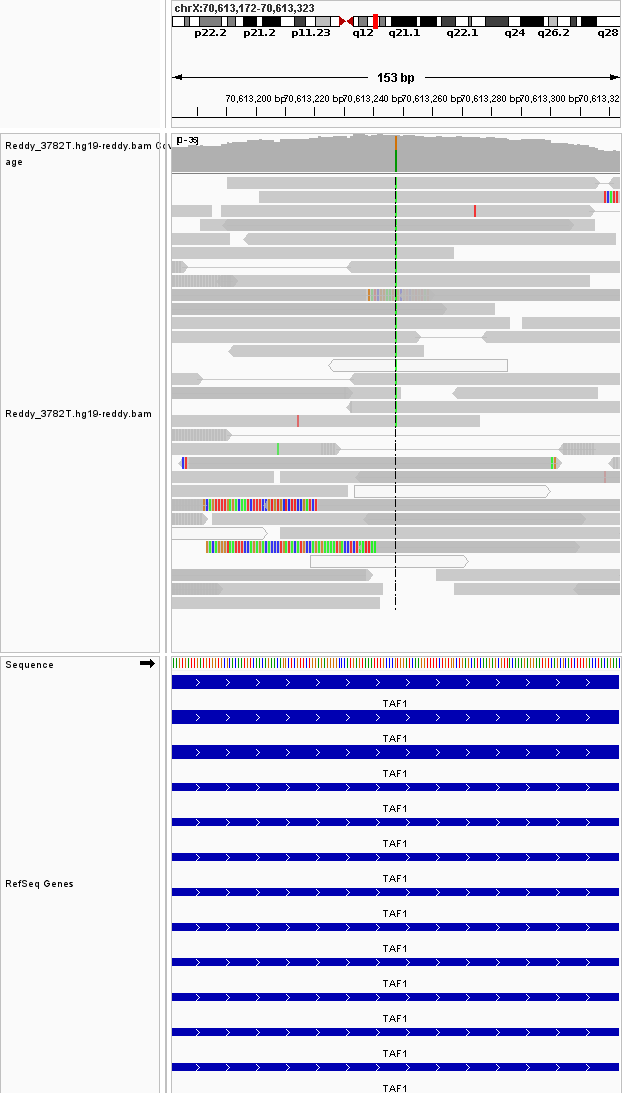 chrX:70,613,172-70,613,323
p22.2 p21.2 p11.23 q12 q21.1 q22.1 q24 q26.2 q28
153 bp
70,613,200 bp 70,613,220 bp 70,613,240 bp 70,613,260 bp 70,613,280 bp 70,613,300 bp 70,613,32
Reddy_3782T.hg19-reddy.bam Cov
age
Reddy_3782T.hg19-reddy.bam
Sequence
TAF1
TAF1
TAF1
TAF1
TAF1
TAF1
RefSeq Genes
TAF1
TAF1
TAF1
TAF1
TAF1
TAF1